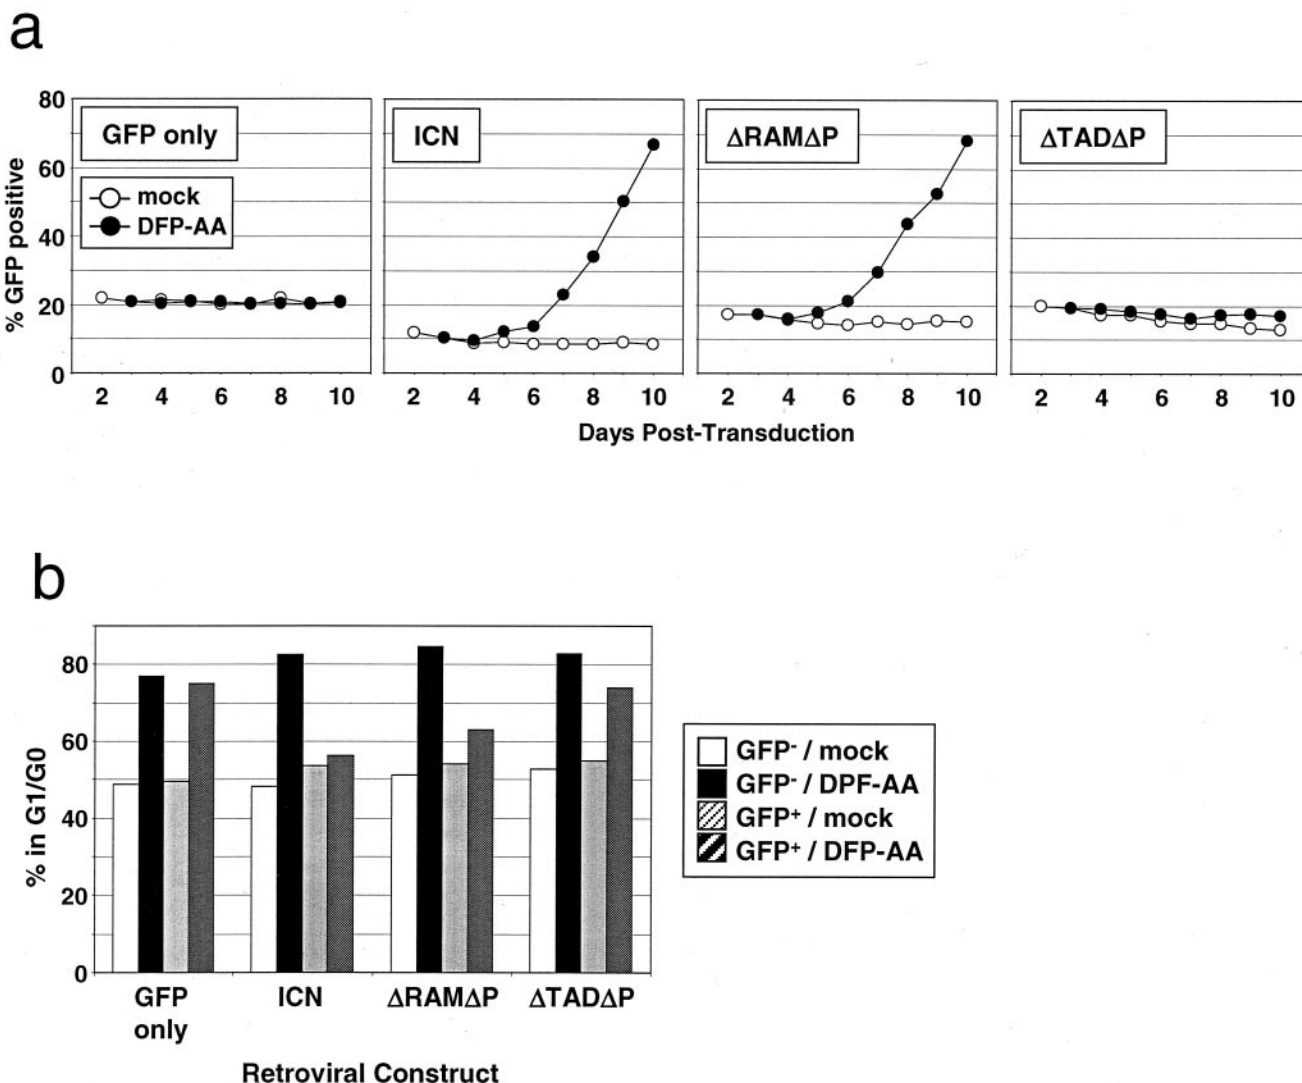 a
80
60
40
20
0
% GFP positive
GFP only
mock
DFP-AA
ICN
ΔRAMΔP
ΔTADΔP
2 4 6 8 10
2 4 6 8 10
2 4 6 8 10
2 4 6 8 10
Days Post-Transduction
b
80
60
40
20
0
% in G1/G0
GFP only
ICN
ΔRAMΔP
ΔTADΔP
Retroviral Construct
GFP⁻ / mock
GFP⁻ / DPF-AA
GFP⁺ / mock
GFP⁺ / DFP-AA